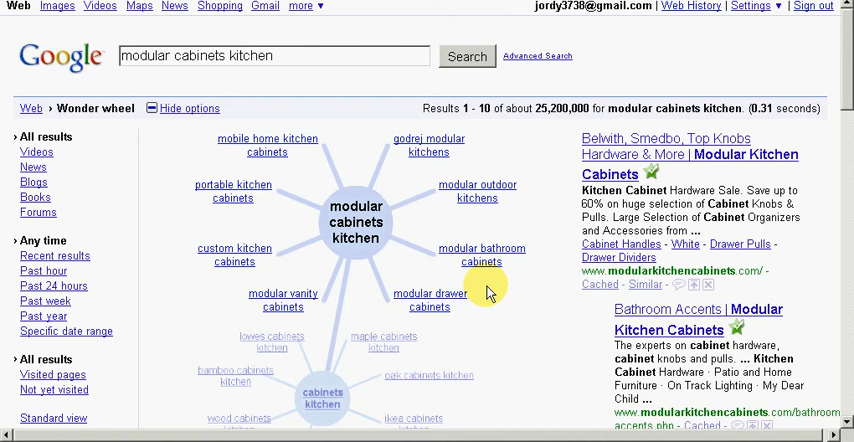 Web Images Videos Maps News Shopping Gmail more ▼
jordy3738@gmail.com | Web History | Settings ▼ | Sign out
Google
modular cabinets kitchen
Search
Advanced Search
Web › Wonder wheel
Hide options
Results 1 - 10 of about 25,200,000 for modular cabinets kitchen. (0.31 seconds)
› All results
Videos
News
Blogs
Books
Forums
› Any time
Recent results
Past hour
Past 24 hours
Past week
Past year
Specific date range
› All results
Visited pages
Not yet visited
Standard view
mobile home kitchen
cabinets
godrej modular
kitchens
portable kitchen
cabinets
modular outdoor
kitchens
modular
cabinets
kitchen
custom kitchen
cabinets
modular bathroom
cabinets
modular vanity
cabinets
modular drawer
cabinets
lowes cabinets
kitchen
maple cabinets
kitchen
bamboo cabinets
kitchen
oak cabinets kitchen
cabinets
kitchen
wood cabinets
kitchen
ikea cabinets
kitchen
Belwith, Smedbo, Top Knobs
Hardware & More | Modular Kitchen
Cabinets
Kitchen Cabinet Hardware Sale. Save up to
60% on huge selection of Cabinet Knobs &
Pulls. Large Selection of Cabinet Organizers
and Accessories from ...
Cabinet Handles - White - Drawer Pulls -
Drawer Dividers
www.modularkitchencabinets.com/ -
Cached - Similar -
Bathroom Accents | Modular
Kitchen Cabinets
The experts on cabinet hardware,
cabinet knobs and pulls. ... Kitchen
Cabinet Hardware · Patio and Home
Furniture · On Track Lighting · My Dear
Child ...
www.modularkitchencabinets.com/bathroom
accents.php - Cached -